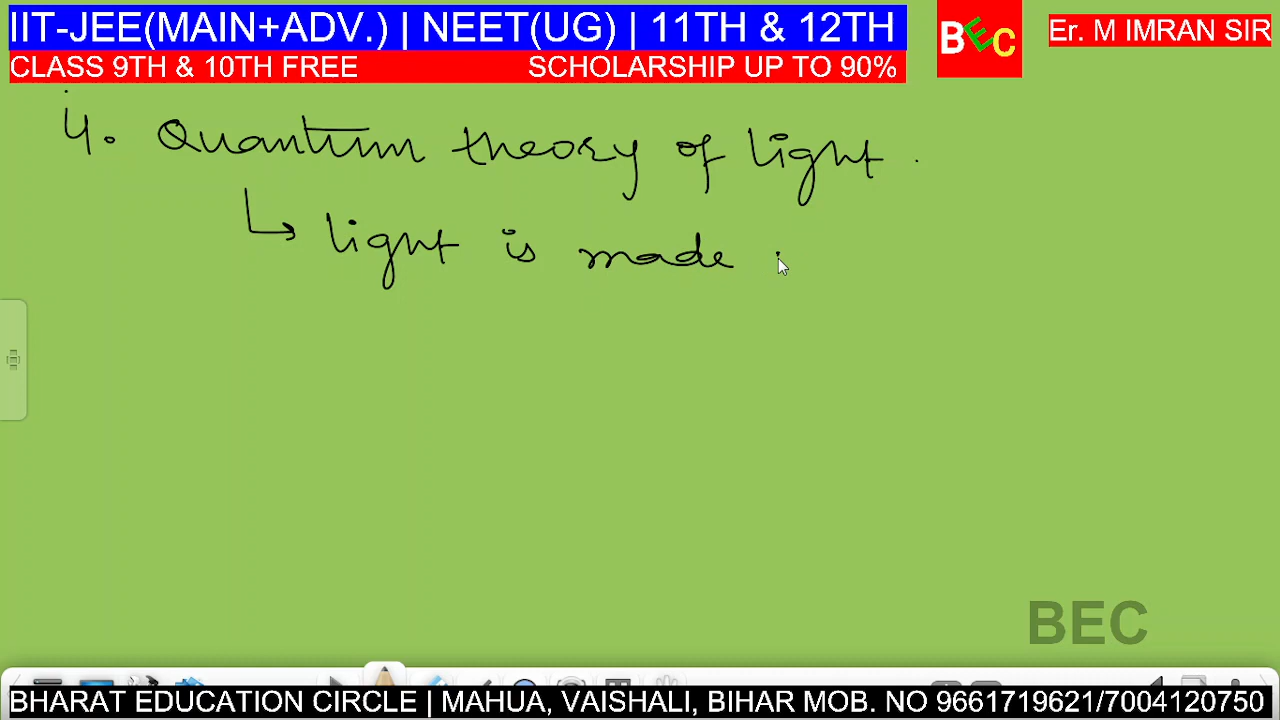 IIT-JEE(MAIN+ADV.) | NEET(UG) | 11TH & 12TH
CLASS 9TH & 10TH FREE SCHOLARSHIP UP TO 90%
BEC
Er. M IMRAN SIR
4. Quantum theory of light.
↳ light is made
BEC
BHARAT EDUCATION CIRCLE | MAHUA, VAISHALI, BIHAR MOB. NO 9661719621/7004120750